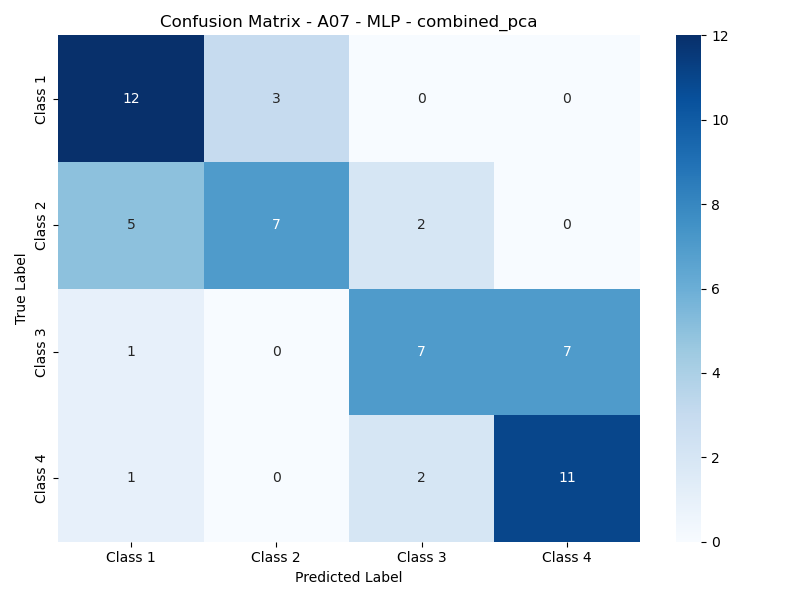 Confusion Matrix - A07 - MLP - combined_pca
Class 1
12
3
0
0
Class 2
5
7
2
0
Class 3
1
0
7
7
Class 4
1
0
2
11
True Label
Class 1
Class 2
Class 3
Class 4
Predicted Label
12
10
8
6
4
2
0